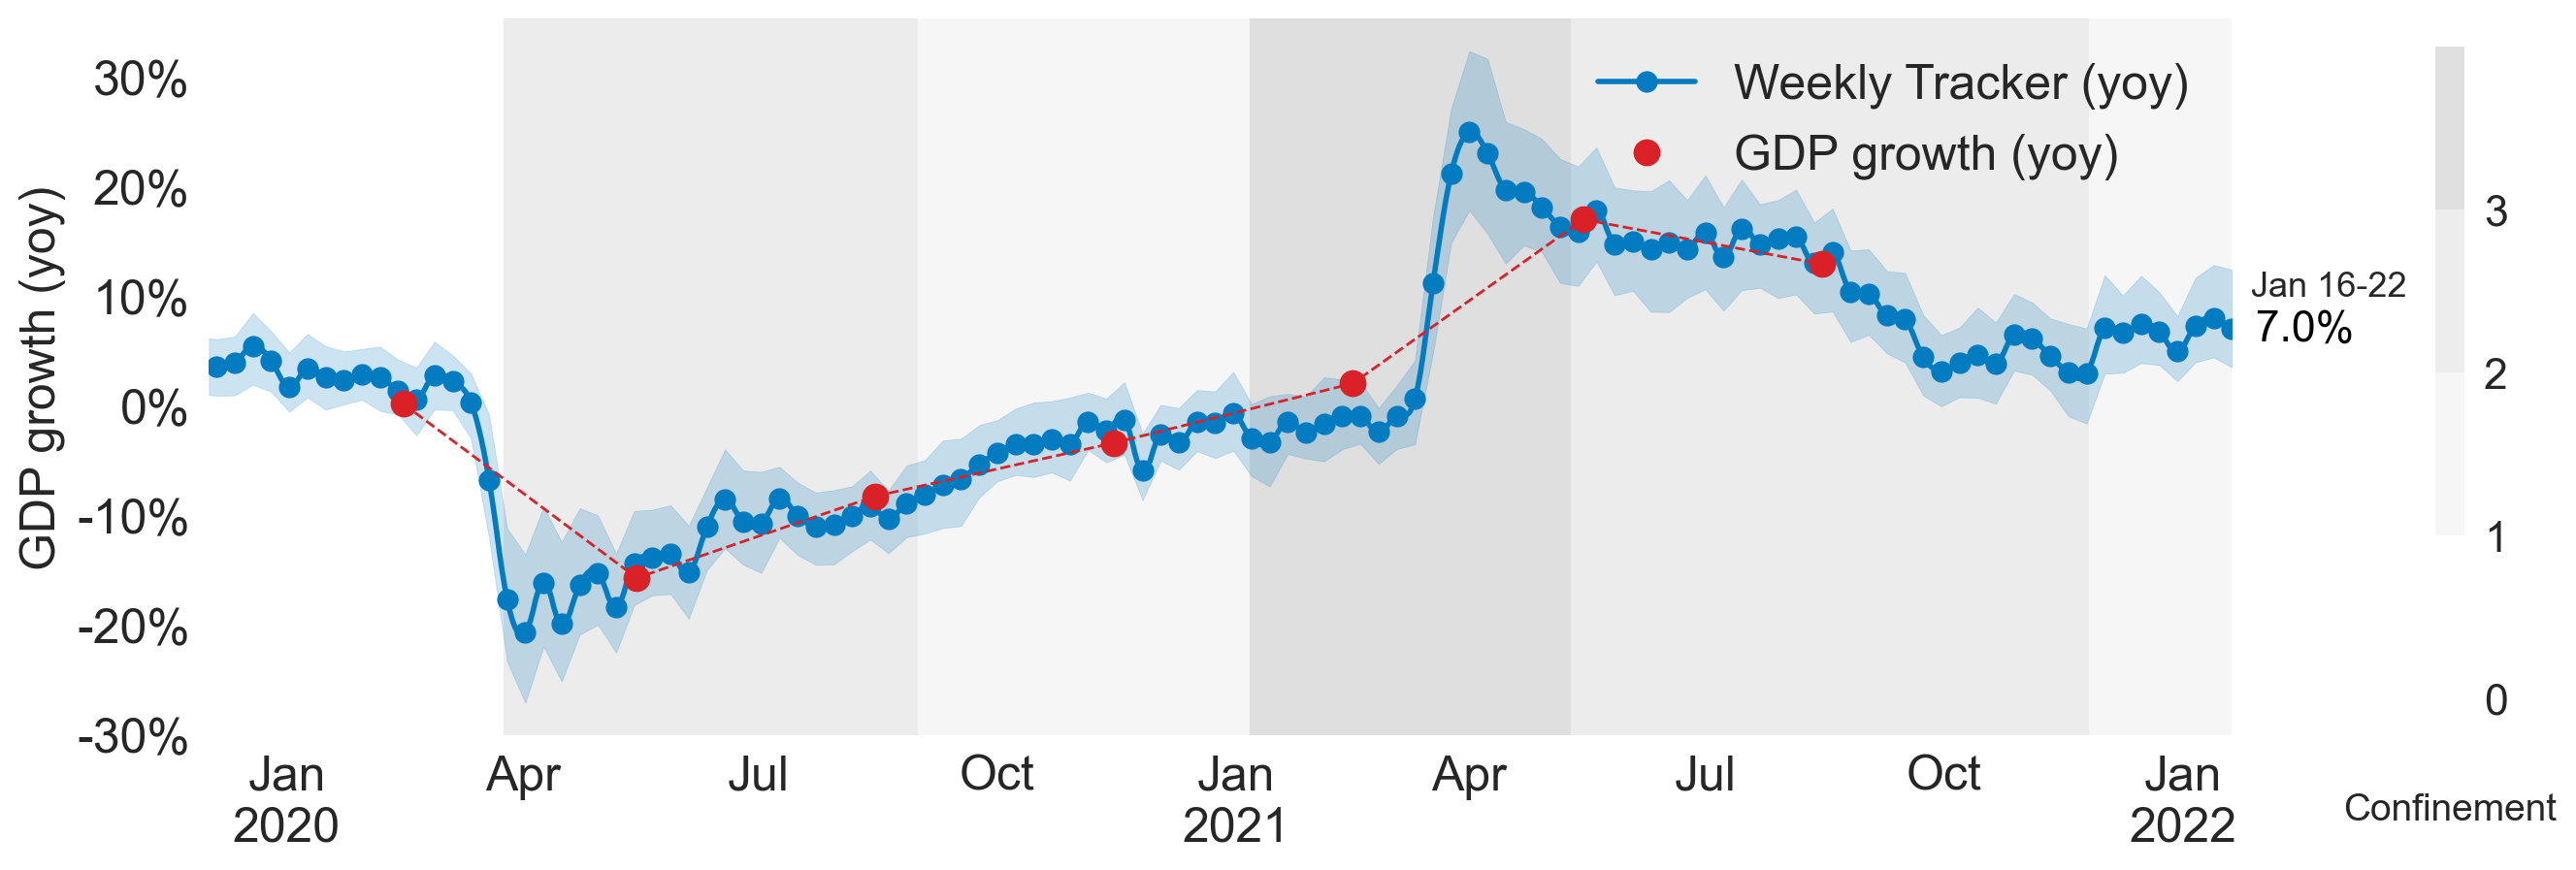 GDP growth (yoy)
30%
20%
10%
0%
-10%
-20%
-30%
Weekly Tracker (yoy)
GDP growth (yoy)
Jan 16-22
7.0%
3
2
1
0
Confinement
Jan Apr Jul Oct Jan Apr Jul Oct Jan
2020 2021 2022